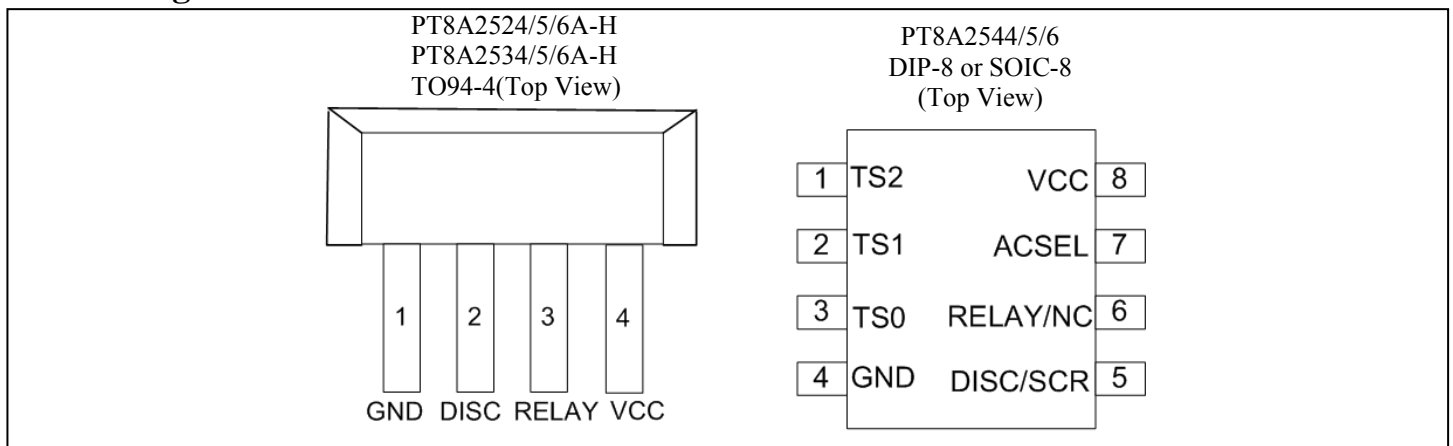 PT8A2524/5/6A-H
PT8A2534/5/6A-H
TO94-4(Top View)
1 2 3 4
GND DISC RELAY VCC
PT8A2544/5/6
DIP-8 or SOIC-8
(Top View)
1 TS2 VCC 8
2 TS1 ACSEL 7
3 TS0 RELAY/NC 6
4 GND DISC/SCR 5